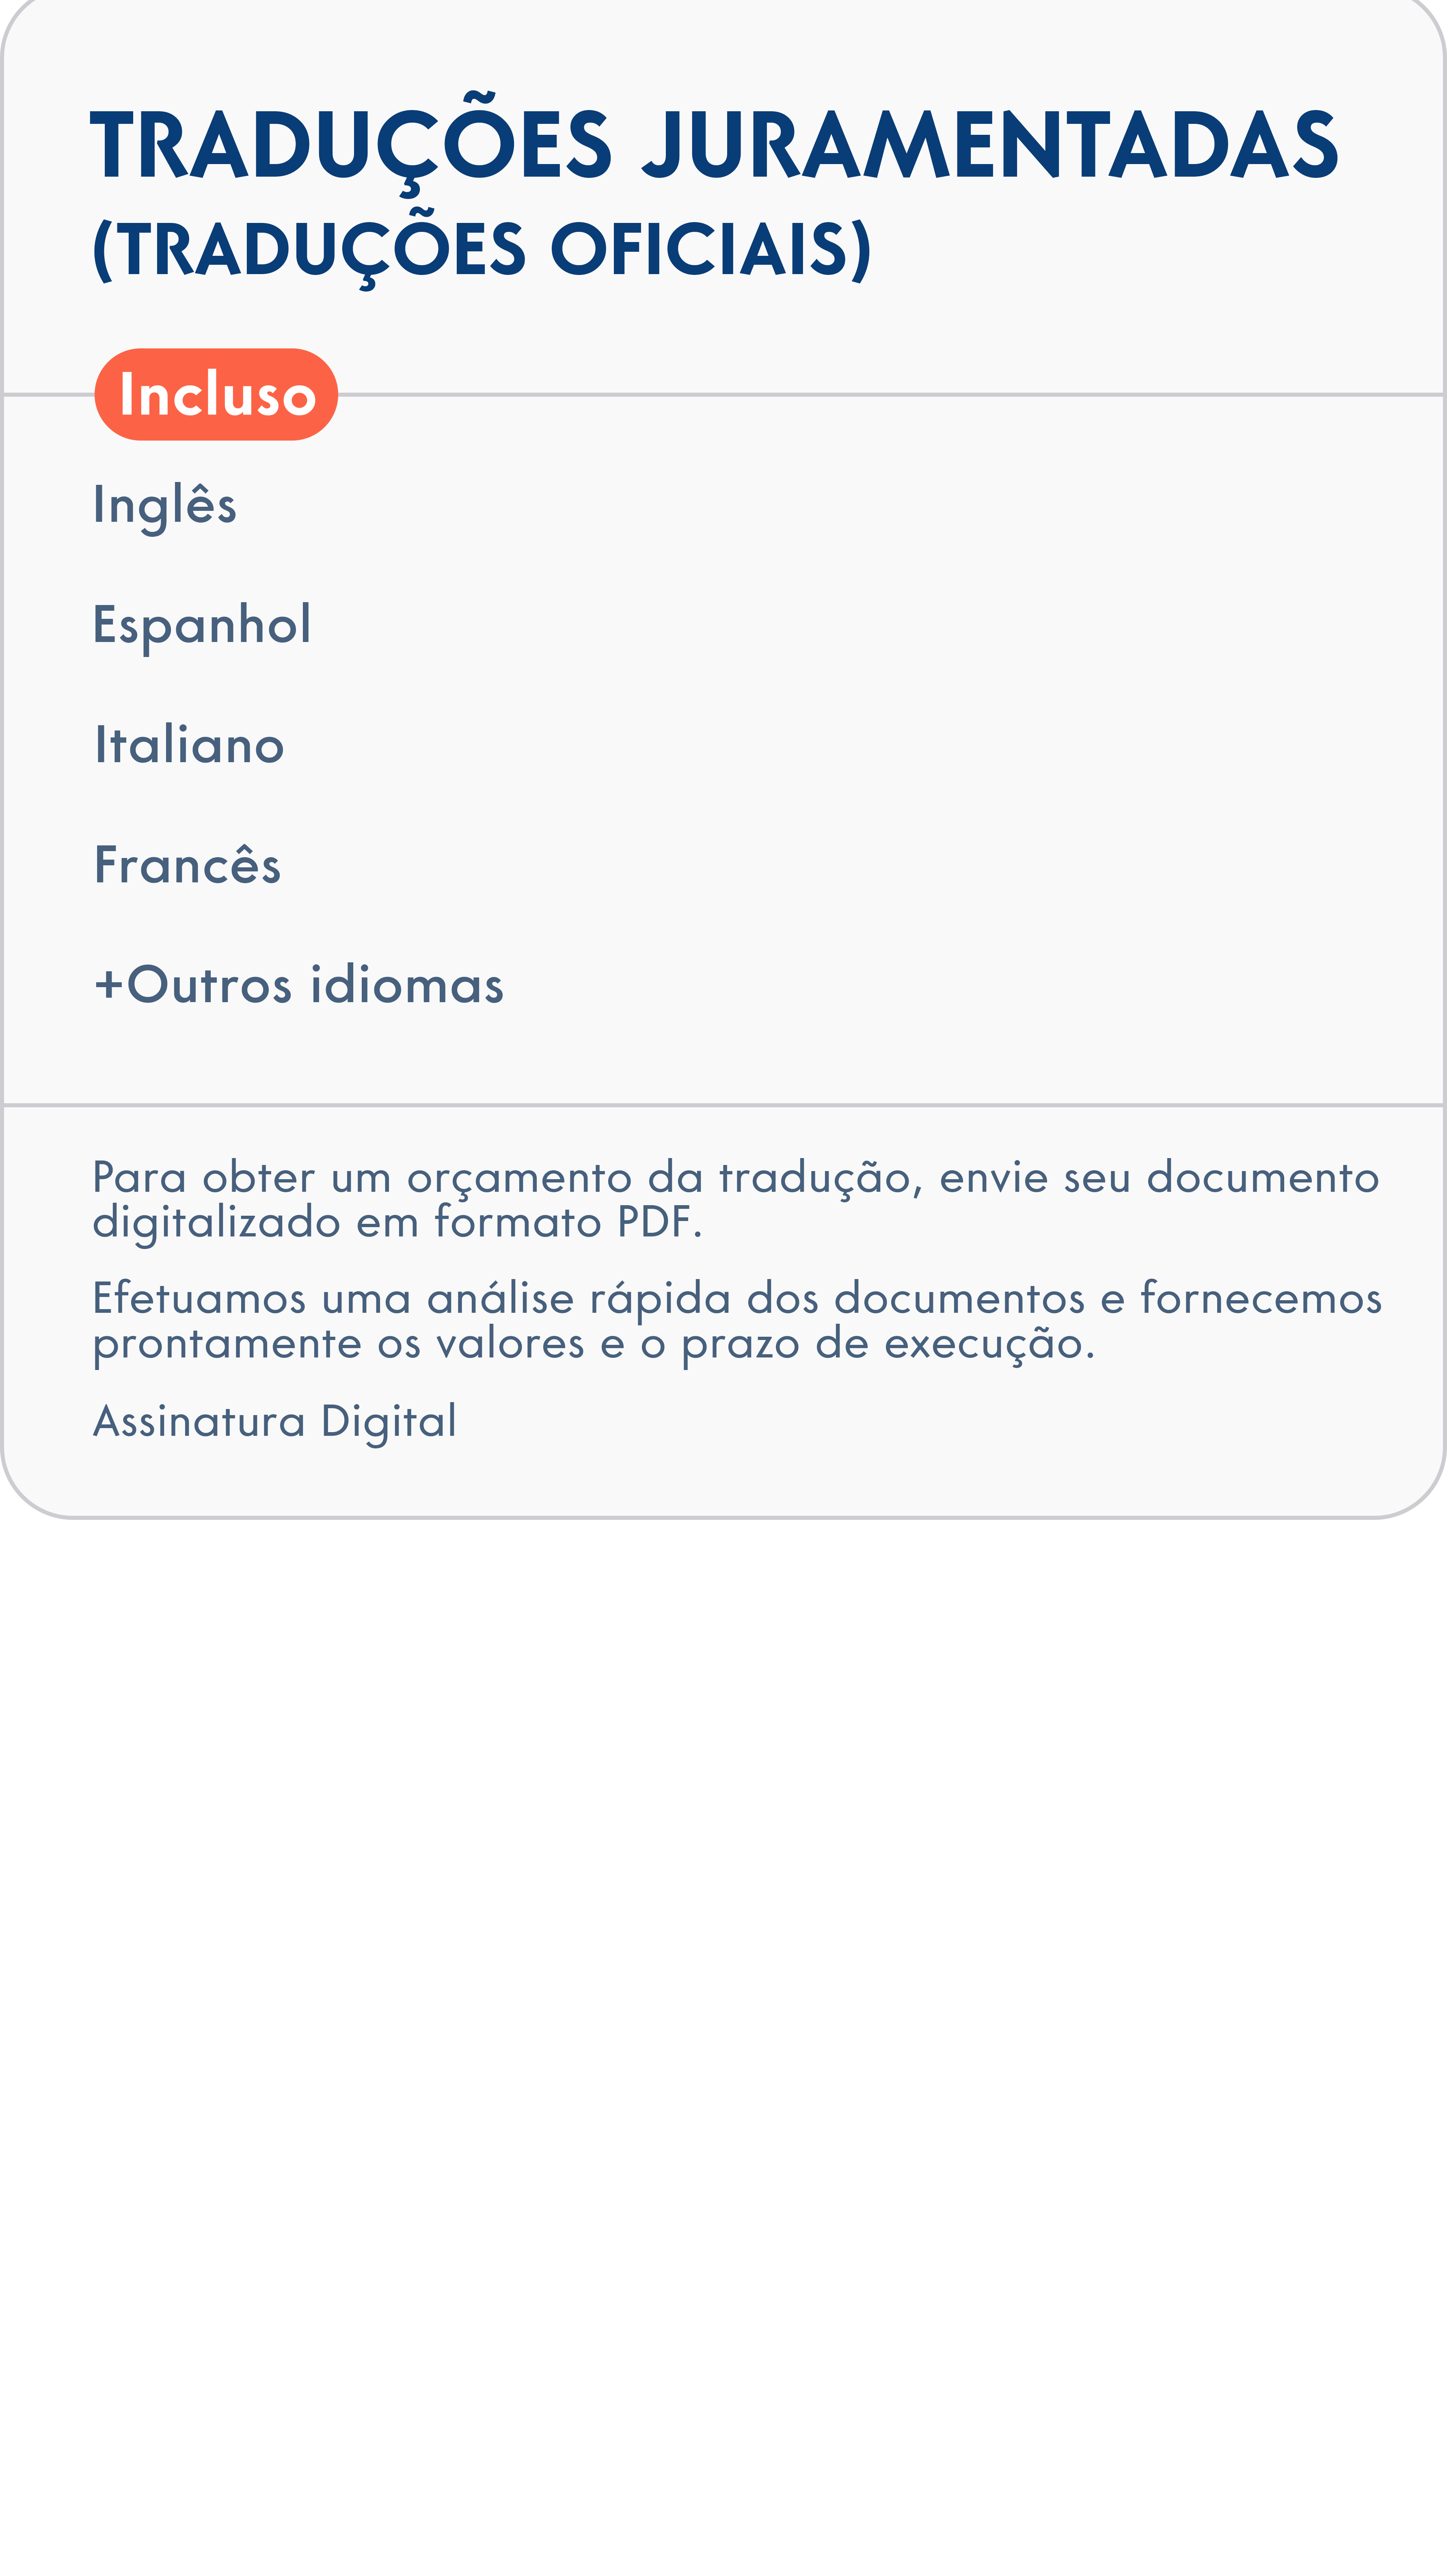 TRADUÇÕES JURAMENTADAS
(TRADUÇÕES OFICIAIS)
Incluso
Inglês
Espanhol
Italiano
Francês
+Outros idiomas
Para obter um orçamento da tradução, envie seu documento
digitalizado em formato PDF.
Efetuamos uma análise rápida dos documentos e fornecemos
prontamente os valores e o prazo de execução.
Assinatura Digital